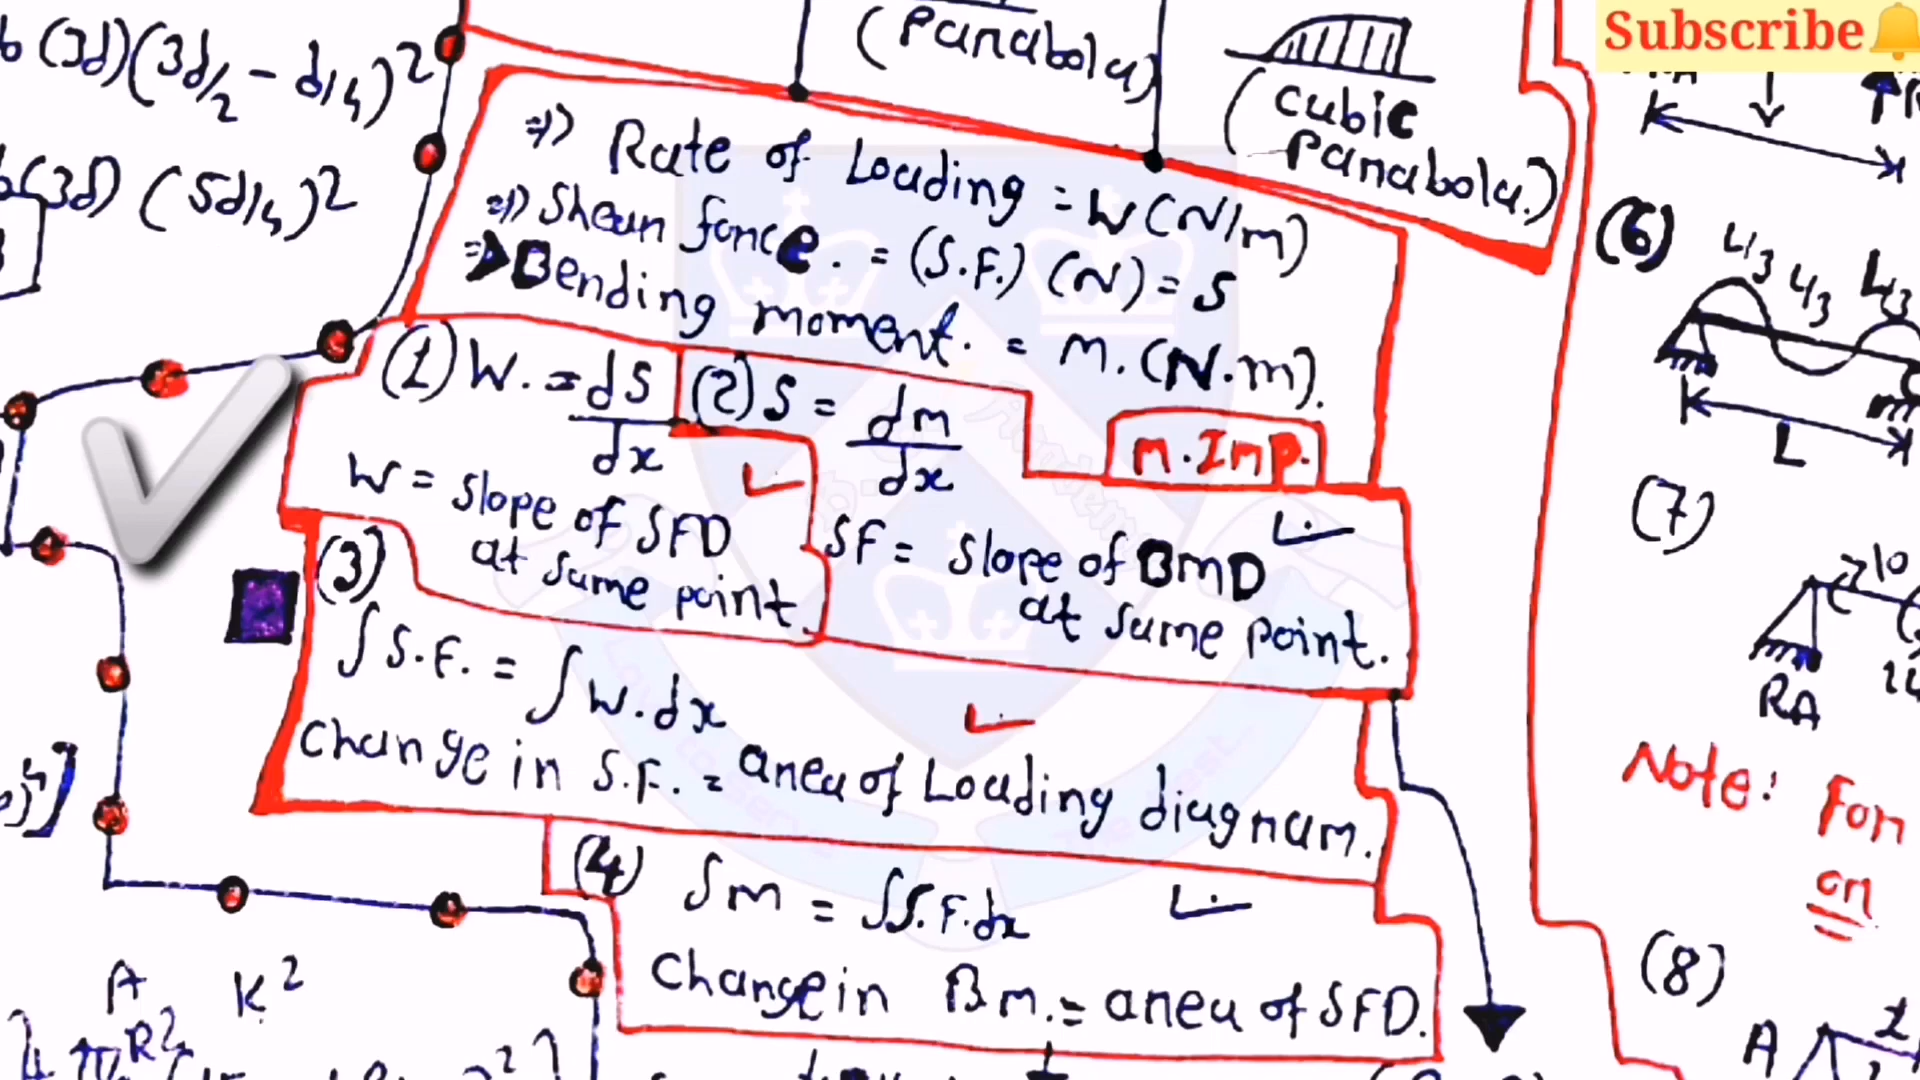 Subscribe
(3d)(3d/2 - d/4)²
(3d) (5d/4)²
(Parabola)
(cubic
Parabola.)
=> Rate of Loading = W (N/m)
=> Shear force. = (S.F.) (N) = S
=> Bending moment. = M. (N.m).
(1) W. = dS/dx
W = slope of SFD
at same point.
(2) S = dm/dx
M. Imp.
SF = slope of BMD
at same point.
(3)
∫S.F. = ∫W.dx
Change in S.F. = area of Loading diagram.
(4) ∫m = ∫S.F.dx
Change in Bm. = area of SFD.
A K²
(6)
L/3 L/3 L/3
L
(7)
10
RA
Note: For
on
(8)
A